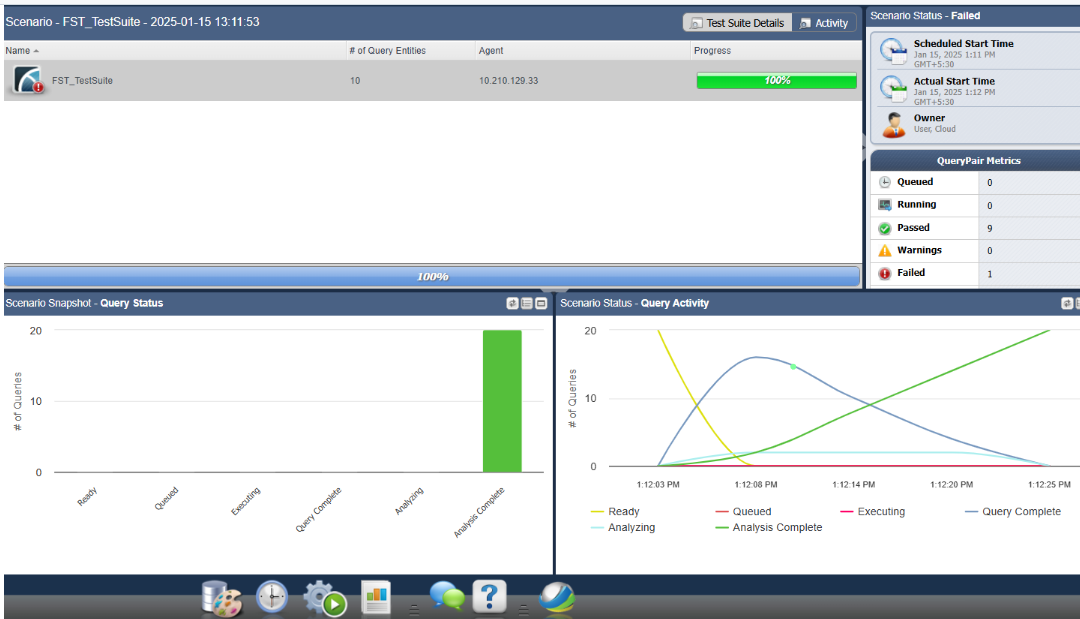 Scenario - FST_TestSuite - 2025-01-15 13:11:53
Test Suite Details
Activity
Name
# of Query Entities
Agent
Progress
FST_TestSuite
10
10.210.129.33
100%
100%
Scenario Status - Failed
Scheduled Start Time
Jan 15, 2025 1:11 PM
GMT+5:30
Actual Start Time
Jan 15, 2025 1:12 PM
GMT+5:30
Owner
User, Cloud
QueryPair Metrics
Queued 0
Running 0
Passed 9
Warnings 0
Failed 1
Scenario Snapshot - Query Status
# of Queries
20
10
0
Ready
Queued
Executing
Query Complete
Analyzing
Analysis Complete
Scenario Status - Query Activity
# of Queries
20
10
0
1:12:03 PM
1:12:08 PM
1:12:14 PM
1:12:20 PM
1:12:25 PM
Ready
Queued
Executing
Query Complete
Analyzing
Analysis Complete
?